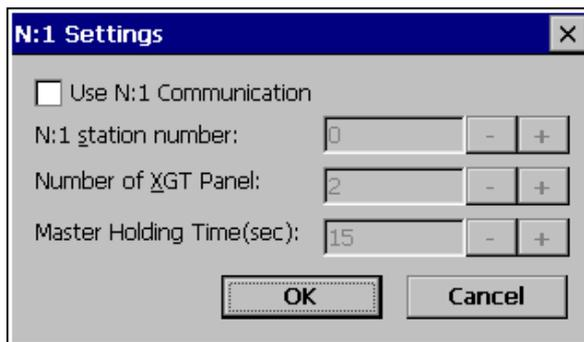 N:1 Settings
Use N:1 Communication
N:1 station number: 0 - +
Number of XGT Panel: 2 - +
Master Holding Time(sec): 15 - +
OK Cancel